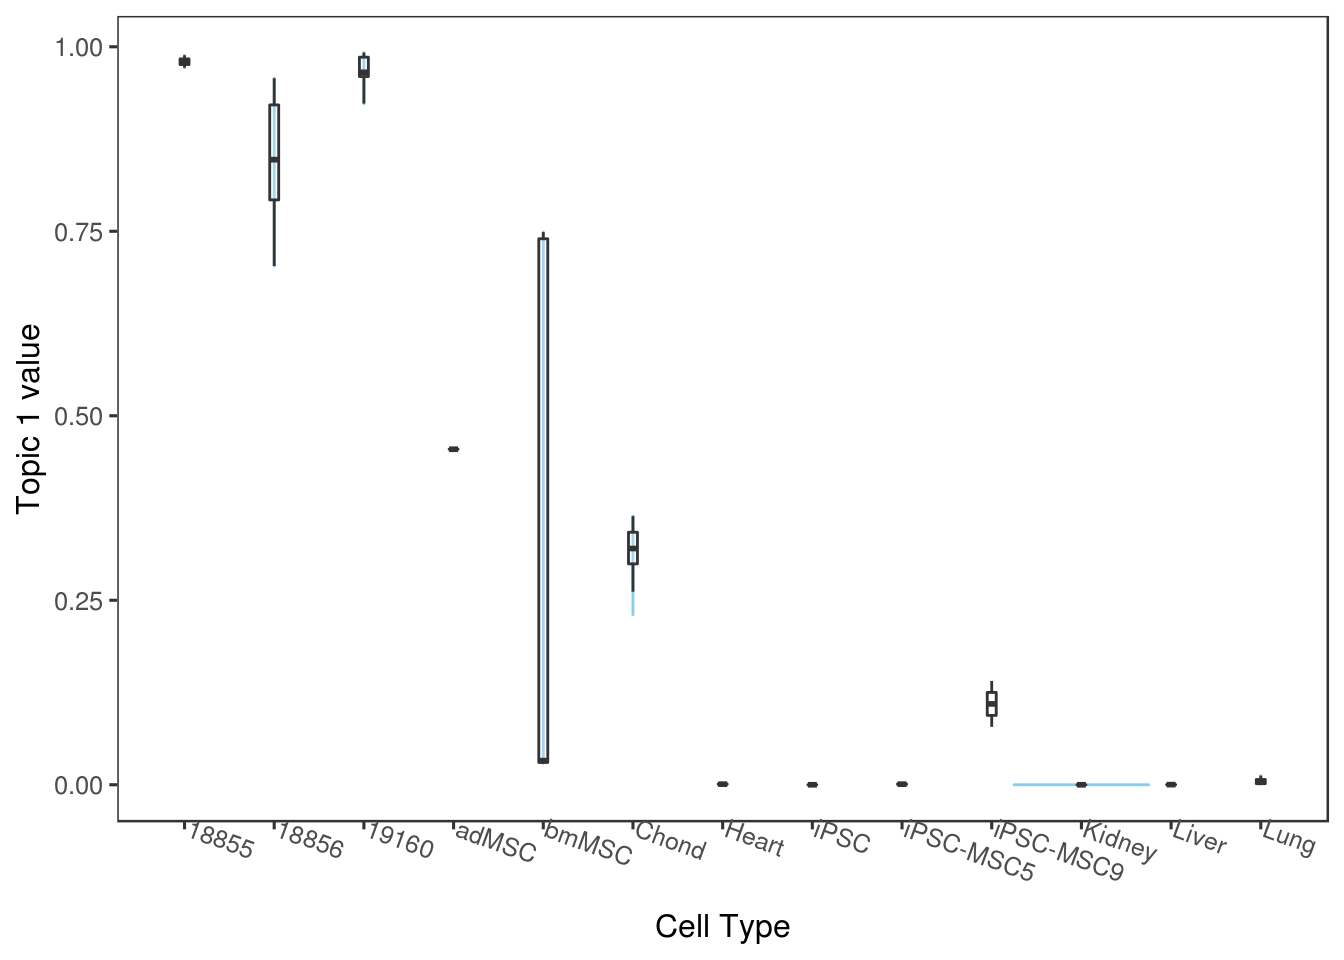 1.00
0.75
0.50
0.25
0.00
Topic 1 value
18855 18856 19160 adMSC bmMSC Chond Heart iPSC iPSC-MSC5 iPSC-MSC9 Kidney Liver Lung
Cell Type